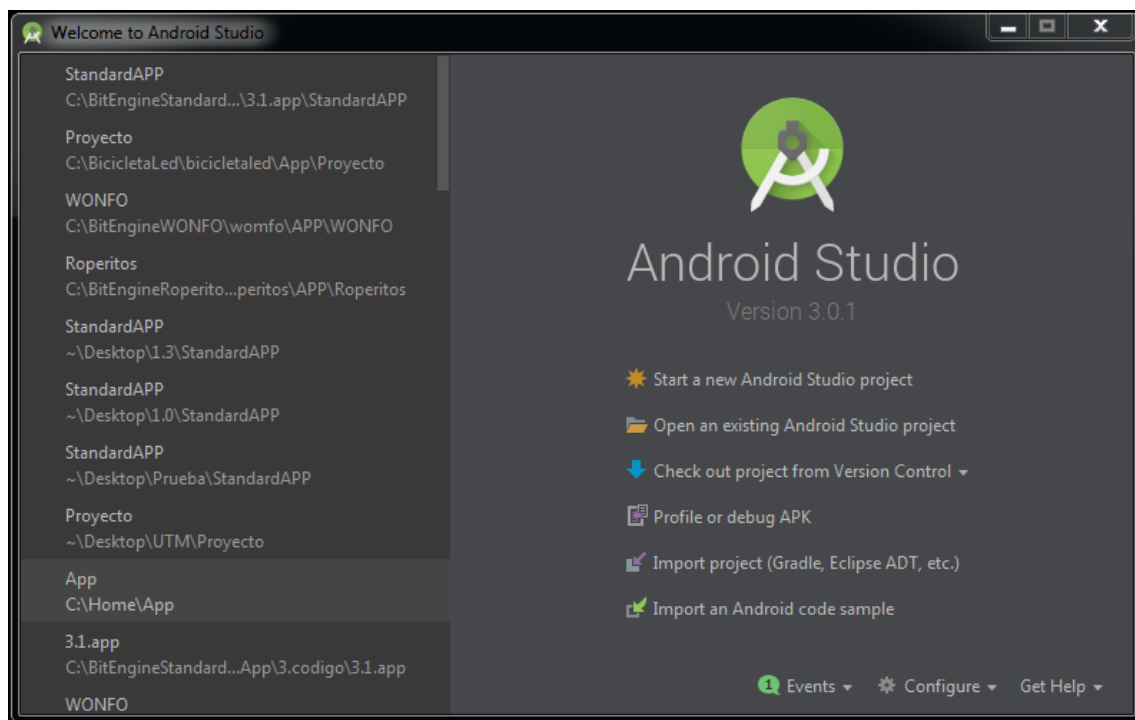 Welcome to Android Studio
StandardAPP
C:\BitEngineStandard...\3.1.app\StandardAPP
Proyecto
C:\BicicletaLed\bicicletaled\App\Proyecto
WONFO
C:\BitEngineWONFO\womfo\APP\WONFO
Roperitos
C:\BitEngineRoperito...peritos\APP\Roperitos
StandardAPP
~\Desktop\1.3\StandardAPP
StandardAPP
~\Desktop\1.0\StandardAPP
StandardAPP
~\Desktop\Prueba\StandardAPP
Proyecto
~\Desktop\UTM\Proyecto
App
C:\Home\App
3.1.app
C:\BitEngineStandard...App\3.codigo\3.1.app
WONFO
Android Studio
Version 3.0.1
Start a new Android Studio project
Open an existing Android Studio project
Check out project from Version Control
Profile or debug APK
Import project (Gradle, Eclipse ADT, etc.)
Import an Android code sample
1 Events Configure Get Help